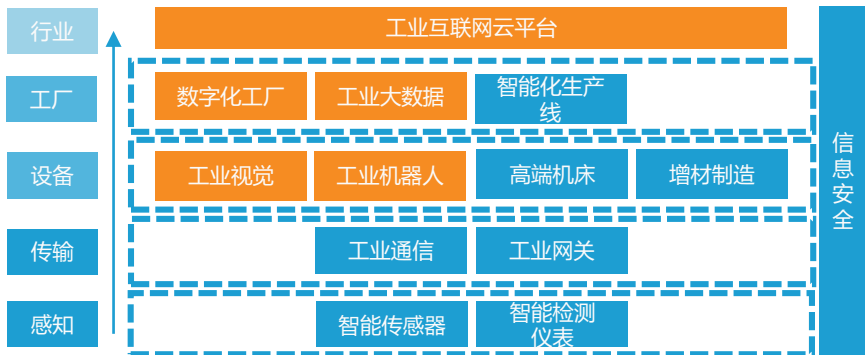 行业
工业互联网云平台
工厂
数字化工厂
工业大数据
智能化生产
线
设备
工业视觉
工业机器人
高端机床
增材制造
传输
工业通信
工业网关
感知
智能传感器
智能检测
仪表
信息安全